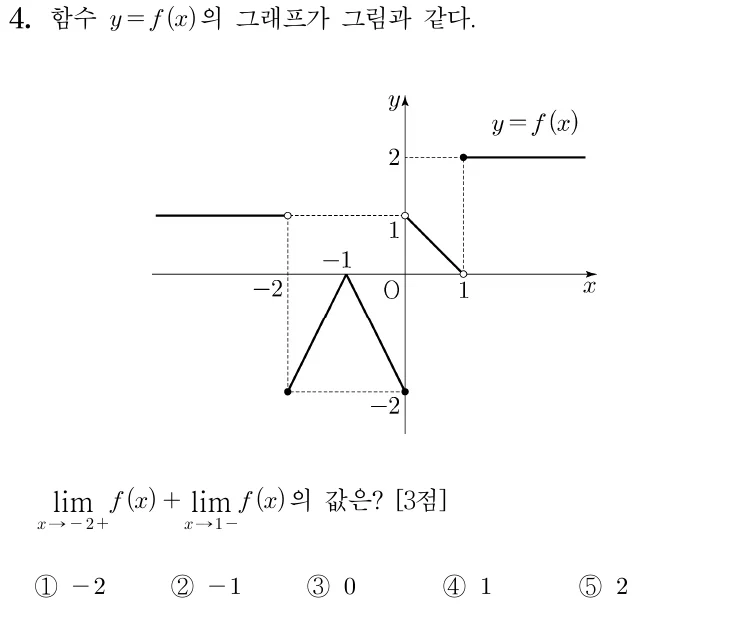 4. 함수 y=f(x)의 그래프가 그림과 같다.
y
y=f(x)
2
1
-1
-2
O
1
x
-2
lim f(x)+lim f(x)의 값은? [3점]
x→-2+ x→1-
① -2 ② -1 ③ 0 ④ 1 ⑤ 2